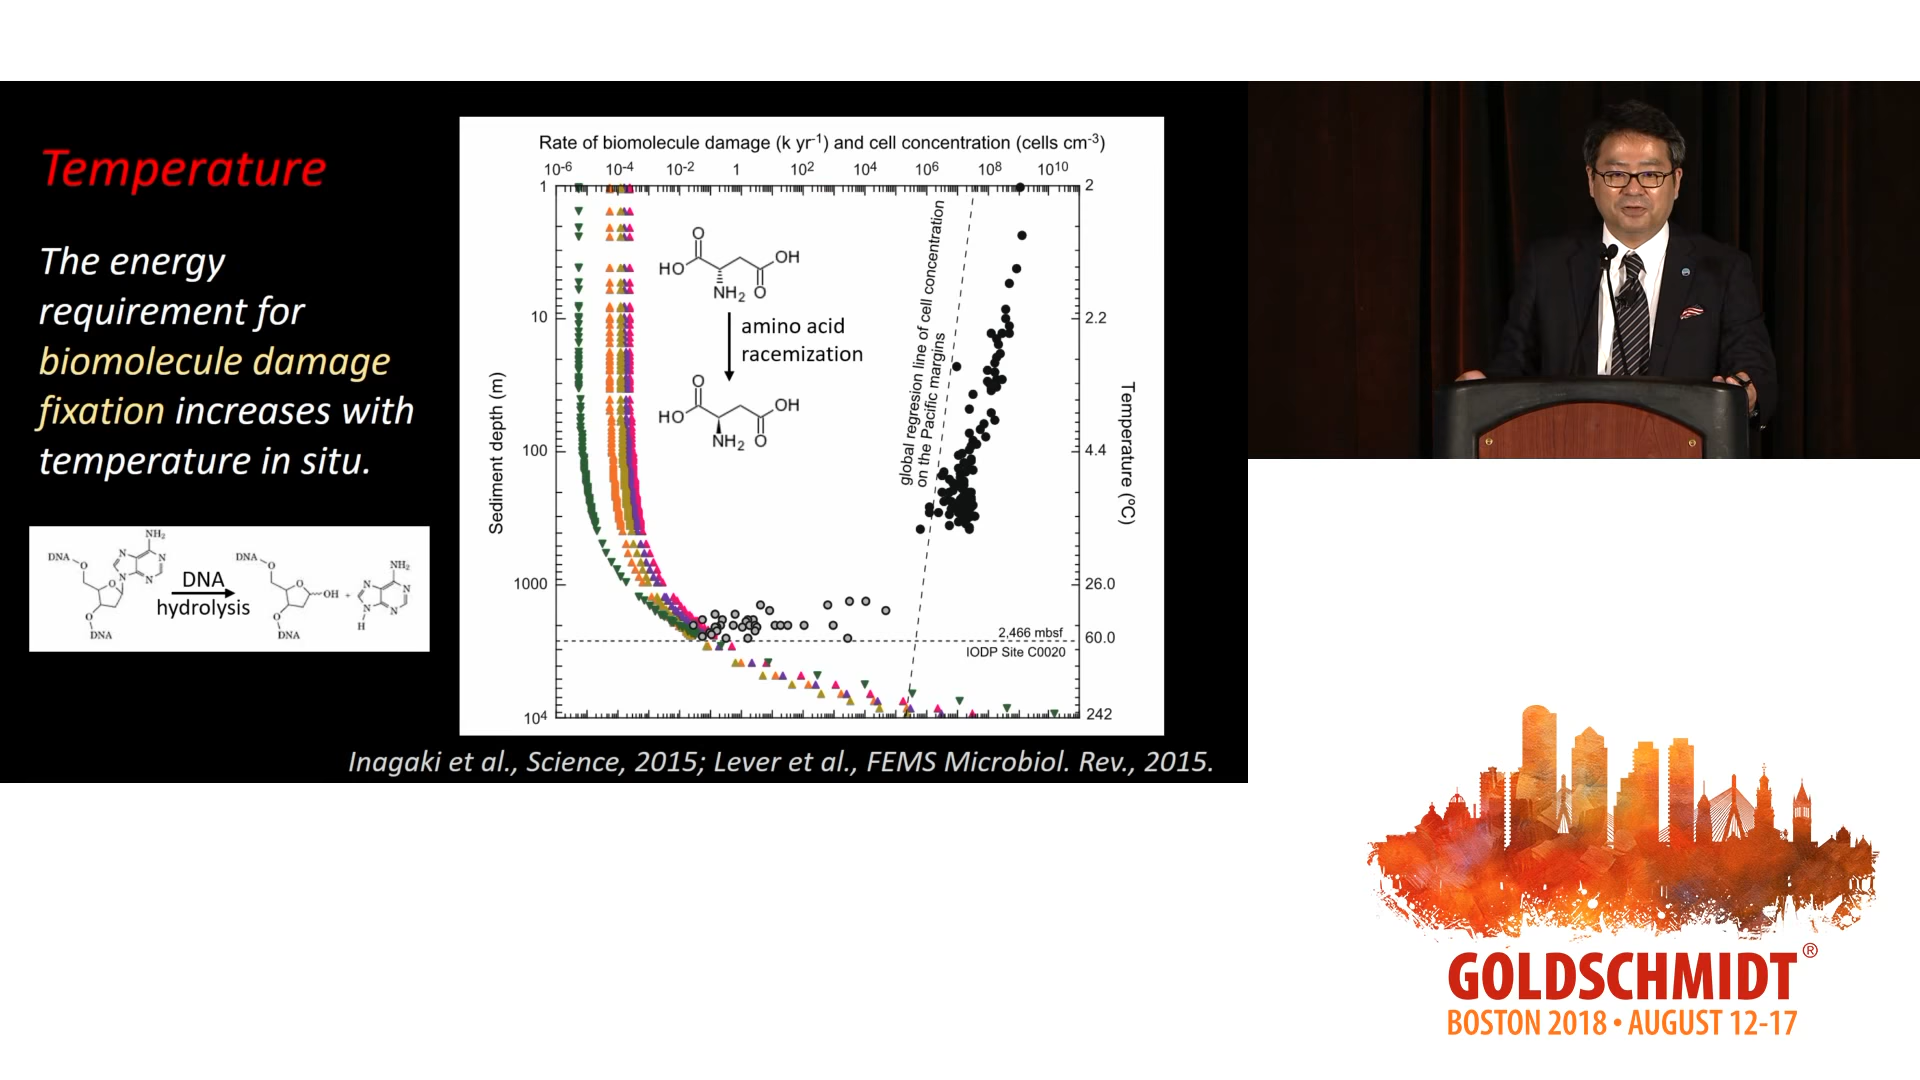 Temperature
The energy
requirement for
biomolecule damage
fixation increases with
temperature in situ.
DNA
O
O
N
N
NH₂
N
N
O
DNA
DNA
hydrolysis
DNA
O
O
OH
+
O
DNA
NH₂
N
N
N
N
H
Rate of biomolecule damage (k yr⁻¹) and cell concentration (cells cm⁻³)
10⁻⁶ 10⁻⁴ 10⁻² 1 10² 10⁴ 10⁶ 10⁸ 10¹⁰
1
10
100
1000
10⁴
Sediment depth (m)
O
HO
OH
NH₂ O
amino acid
racemization
O
HO
OH
NH₂ O
global regresion line of cell concentration
on the Pacific margins
2,466 mbsf
IODP Site C0020
2
2.2
4.4
26.0
60.0
242
Temperature (ºC)
Inagaki et al., Science, 2015; Lever et al., FEMS Microbiol. Rev., 2015.
GOLDSCHMIDT®
BOSTON 2018 • AUGUST 12-17